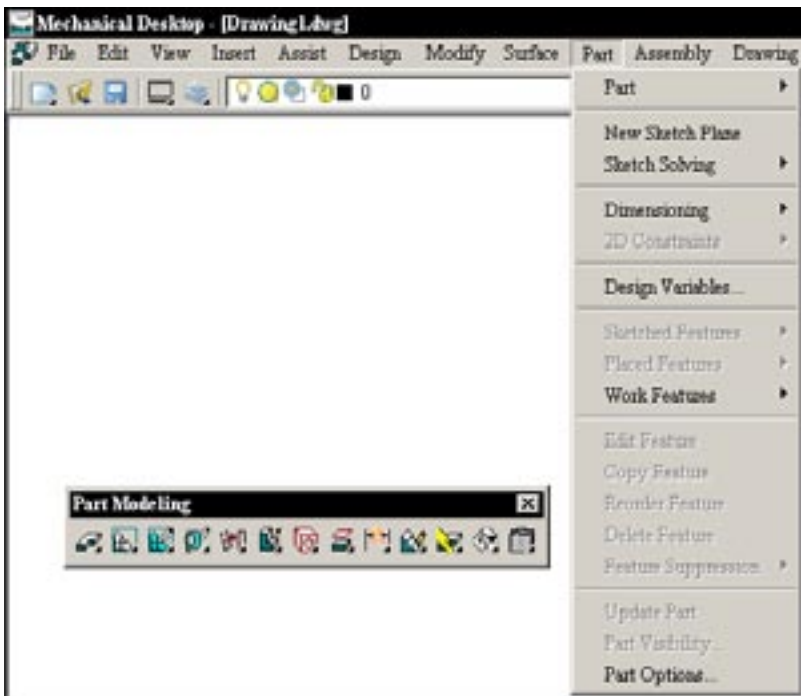 Mechanical Desktop - [Drawing1.dwg]
File Edit View Insert Assist Design Modify Surface Part Assembly Drawing
0
Part
New Sketch Plane
Sketch Solving
Dimensioning
2D Constraints
Design Variables...
Sketched Features
Placed Features
Work Features
Edit Feature
Copy Feature
Reorder Feature
Delete Feature
Feature Suppression
Update Part
Part Visibility...
Part Options...
Part Modeling